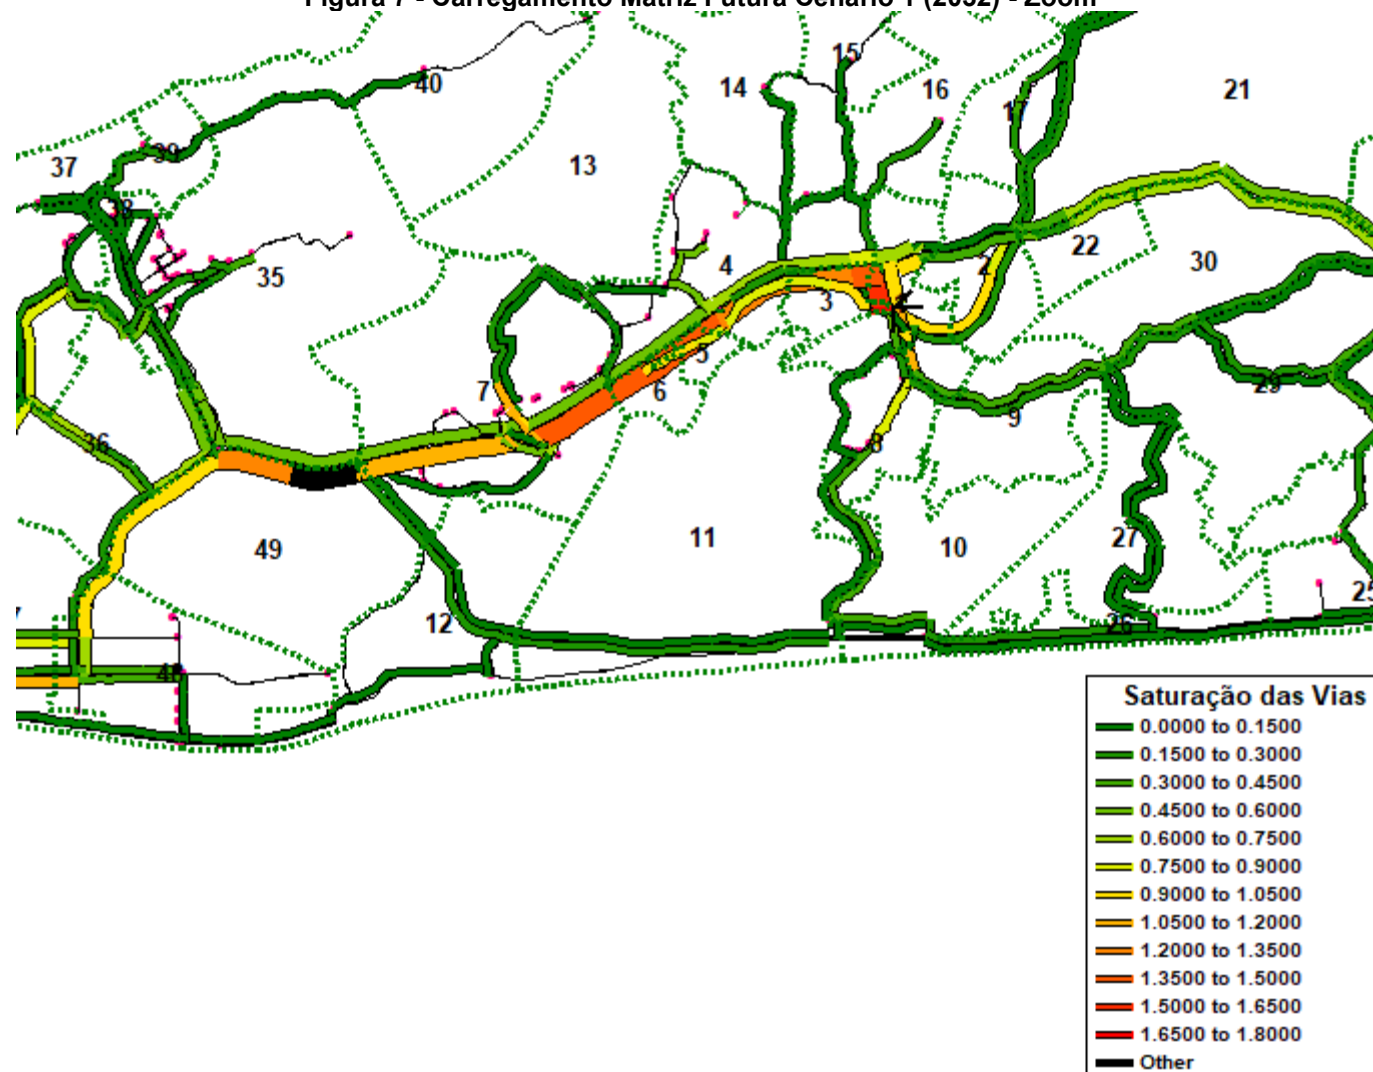 Figura 7 - Carregamento Matriz Futura Cenário 1 (2032) - Zoom
15
40
14
16
21
17
39
37
13
38
35
4
2
22
30
3
5
7
6
29
9
36
8
49
11
10
27
12
25
26
48
Saturação das Vias
0.0000 to 0.1500
0.1500 to 0.3000
0.3000 to 0.4500
0.4500 to 0.6000
0.6000 to 0.7500
0.7500 to 0.9000
0.9000 to 1.0500
1.0500 to 1.2000
1.2000 to 1.3500
1.3500 to 1.5000
1.5000 to 1.6500
1.6500 to 1.8000
Other